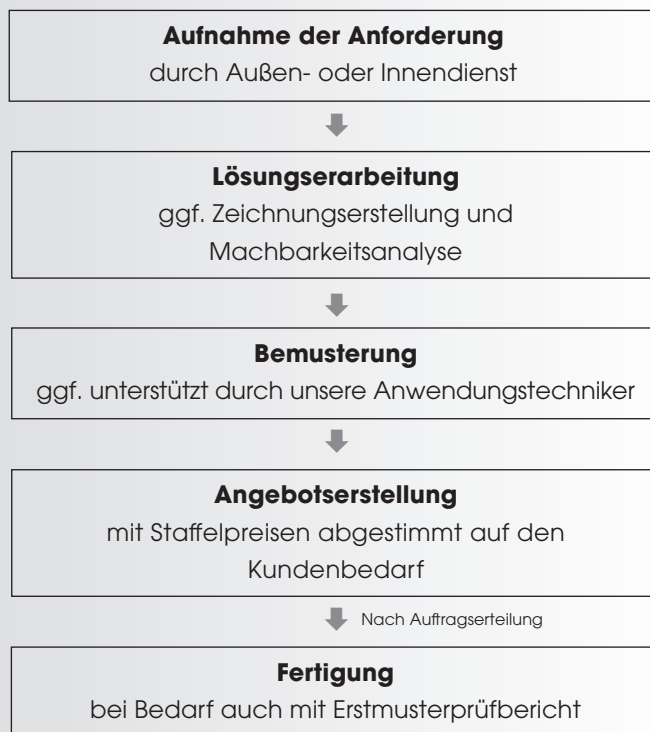 Aufnahme der Anforderung
durch Außen- oder Innendienst
Lösungserarbeitung
ggf. Zeichnungserstellung und
Machbarkeitsanalyse
Bemusterung
ggf. unterstützt durch unsere Anwendungstechniker
Angebotserstellung
mit Staffelpreisen abgestimmt auf den
Kundenbedarf
Nach Auftragserteilung
Fertigung
bei Bedarf auch mit Erstmusterprüfbericht